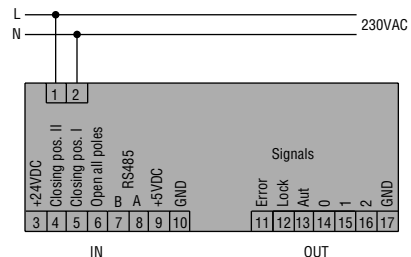 L
N
230VAC
1 2
+24VDC
Closing pos. II
Closing pos. I
Open all poles
B
A
RS485
+5VDC
GND
Signals
Error
Lock
Aut
0
1
2
GND
3 4 5 6 7 8 9 10
11 12 13 14 15 16 17
IN
OUT